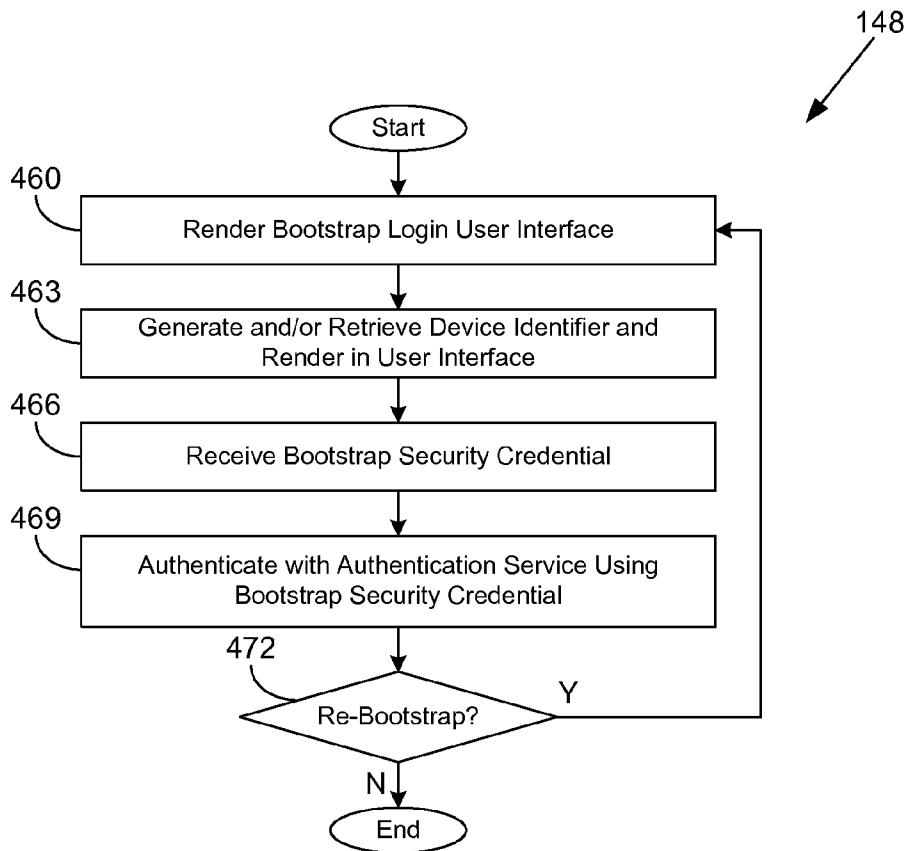 148
Start
460
Render Bootstrap Login User Interface
463
Generate and/or Retrieve Device Identifier and
Render in User Interface
466
Receive Bootstrap Security Credential
469
Authenticate with Authentication Service Using
Bootstrap Security Credential
472
Re-Bootstrap?
Y
N
End